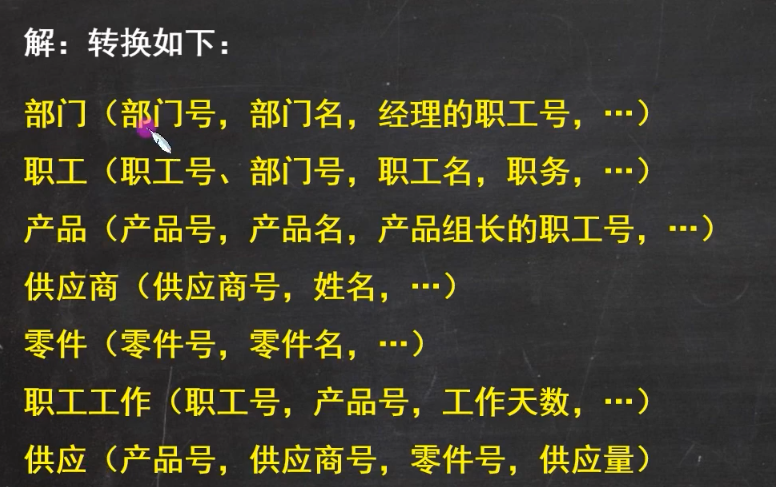 解：转换如下：
部门（部门号，部门名，经理的职工号，…）
职工（职工号、部门号，职工名，职务，…）
产品（产品号，产品名，产品组长的职工号，…）
供应商（供应商号，姓名，…）
零件（零件号，零件名，…）
职工工作（职工号，产品号，工作天数，…）
供应（产品号，供应商号，零件号，供应量）